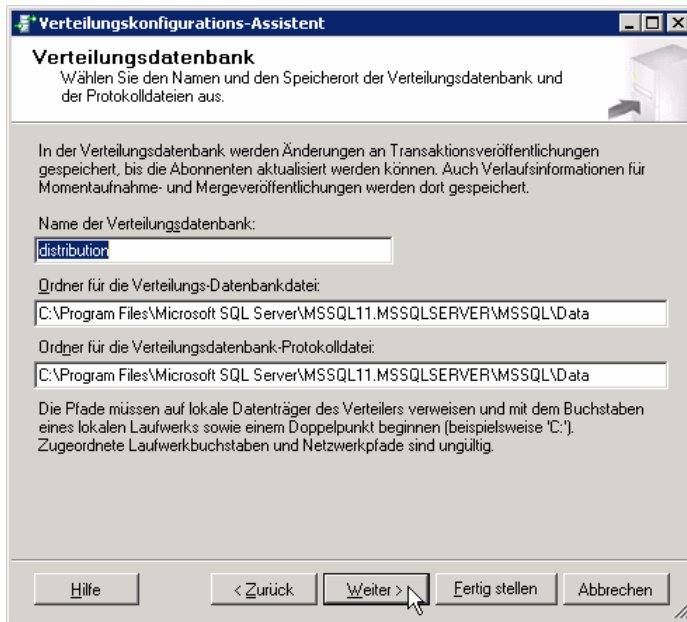 Verteilungskonfigurations-Assistent
Verteilungsdatenbank
Wählen Sie den Namen und den Speicherort der Verteilungsdatenbank und
der Protokolldateien aus.
In der Verteilungsdatenbank werden Änderungen an Transaktionsveröffentlichungen
gespeichert, bis die Abonnenten aktualisiert werden können. Auch Verlaufsinformationen für
Momentaufnahme- und Mergeveröffentlichungen werden dort gespeichert.
Name der Verteilungsdatenbank:
distribution
Ordner für die Verteilungs-Datenbankdatei:
C:\Program Files\Microsoft SQL Server\MSSQL11.MSSQLSERVER\MSSQL\Data
Ordner für die Verteilungsdatenbank-Protokolldatei:
C:\Program Files\Microsoft SQL Server\MSSQL11.MSSQLSERVER\MSSQL\Data
Die Pfade müssen auf lokale Datenträger des Verteilers verweisen und mit dem Buchstaben
eines lokalen Laufwerks sowie einem Doppelpunkt beginnen (beispielsweise 'C:').
Zugeordnete Laufwerkbuchstaben und Netzwerkpfade sind ungültig.
Hilfe < Zurück Weiter > Fertig stellen Abbrechen